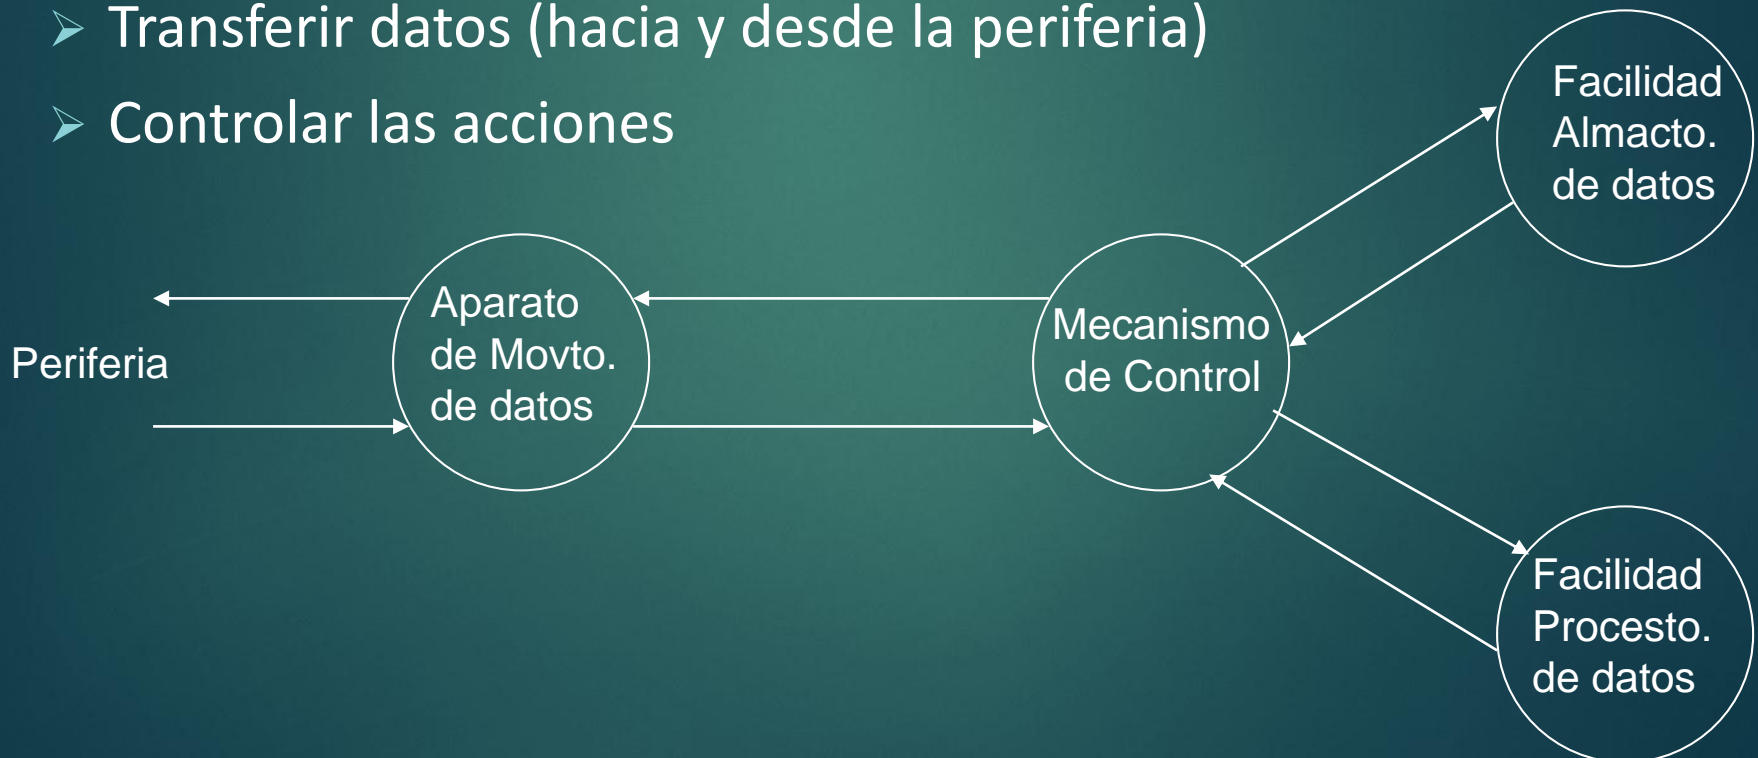 Transferir datos (hacia y desde la periferia)
Controlar las acciones
Facilidad
Almacto.
de datos
Aparato
de Movto.
de datos
Mecanismo
de Control
Periferia
Facilidad
Procesto.
de datos